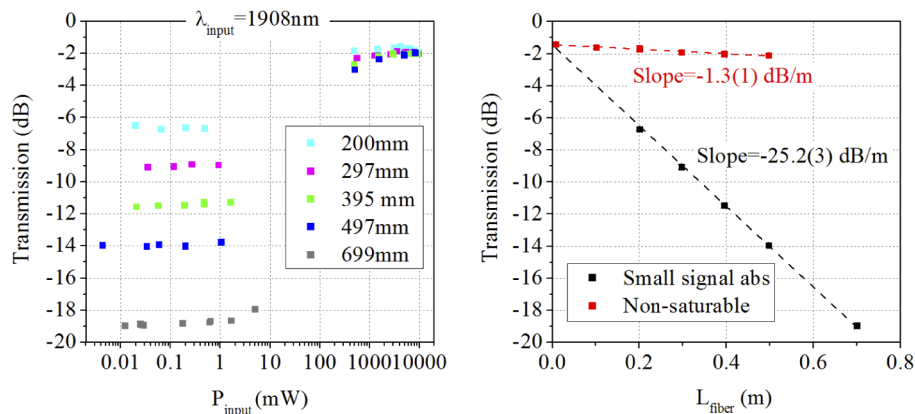 λinput=1908nm
0
-2
-4
-6
-8
-10
-12
-14
-16
-18
-20
Transmission (dB)
200mm
297mm
395 mm
497mm
699mm
0.01 0.1 1 10 100 1000 10000
Pinput (mW)
0
-2
-4
-6
-8
-10
-12
-14
-16
-18
-20
Transmission (dB)
Slope=-1.3(1) dB/m
Slope=-25.2(3) dB/m
Small signal abs
Non-saturable
0.0 0.2 0.4 0.6 0.8
Lfiber (m)